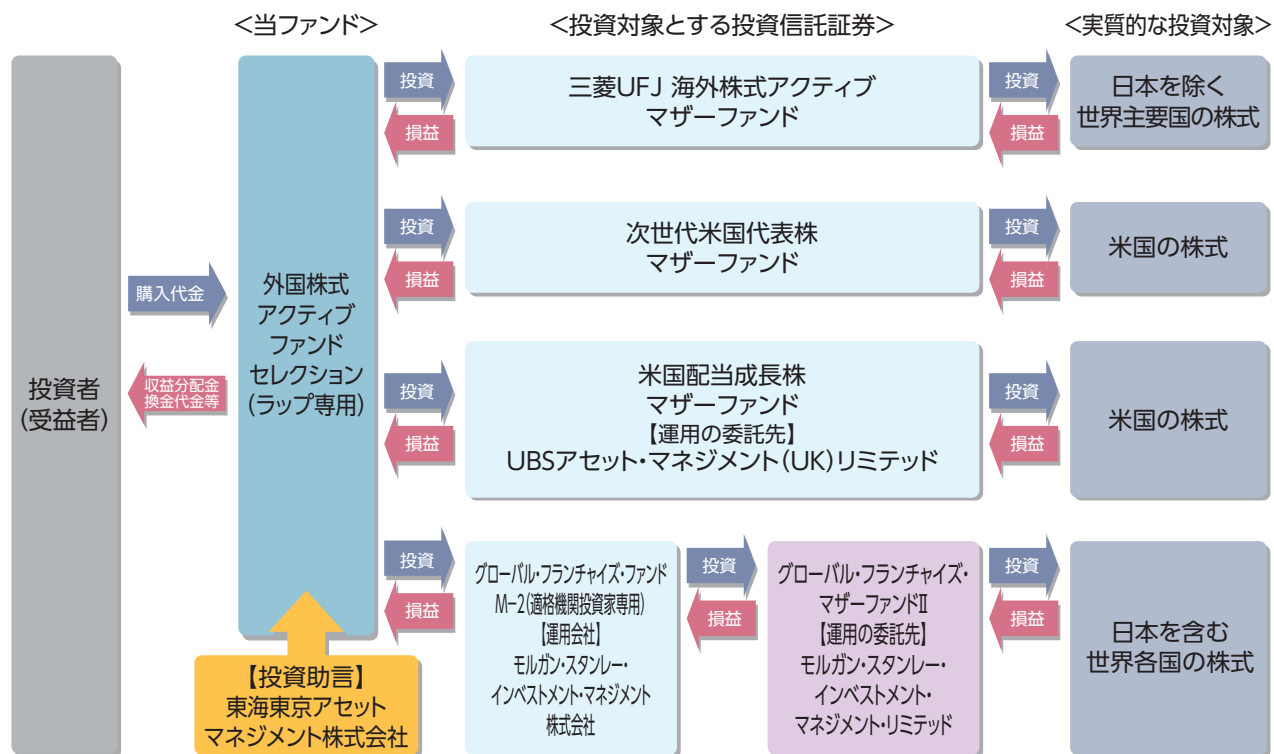 <当ファンド>
<投資対象とする投資信託証券>
<実質的な投資対象>
投資者
(受益者)
購入代金
収益分配金
換金代金等
外国株式
アクティブ
ファンド
セレクション
(ラップ専用)
【投資助言】
東海東京アセット
マネジメント株式会社
投資
損益
三菱UFJ 海外株式アクティブ
マザーファンド
投資
損益
日本を除く
世界主要国の株式
投資
損益
次世代米国代表株
マザーファンド
投資
損益
米国の株式
投資
損益
米国配当成長株
マザーファンド
【運用の委託先】
UBSアセット・マネジメント(UK)リミテッド
投資
損益
米国の株式
投資
損益
グローバル・フランチャイズ・ファンド
M-2(適格機関投資家専用)
【運用会社】
モルガン・スタンレー・
インベストメント・マネジメント
株式会社
投資
損益
グローバル・フランチャイズ・
マザーファンドⅡ
【運用の委託先】
モルガン・スタンレー・
インベストメント・
マネジメント・リミテッド
投資
損益
日本を含む
世界各国の株式